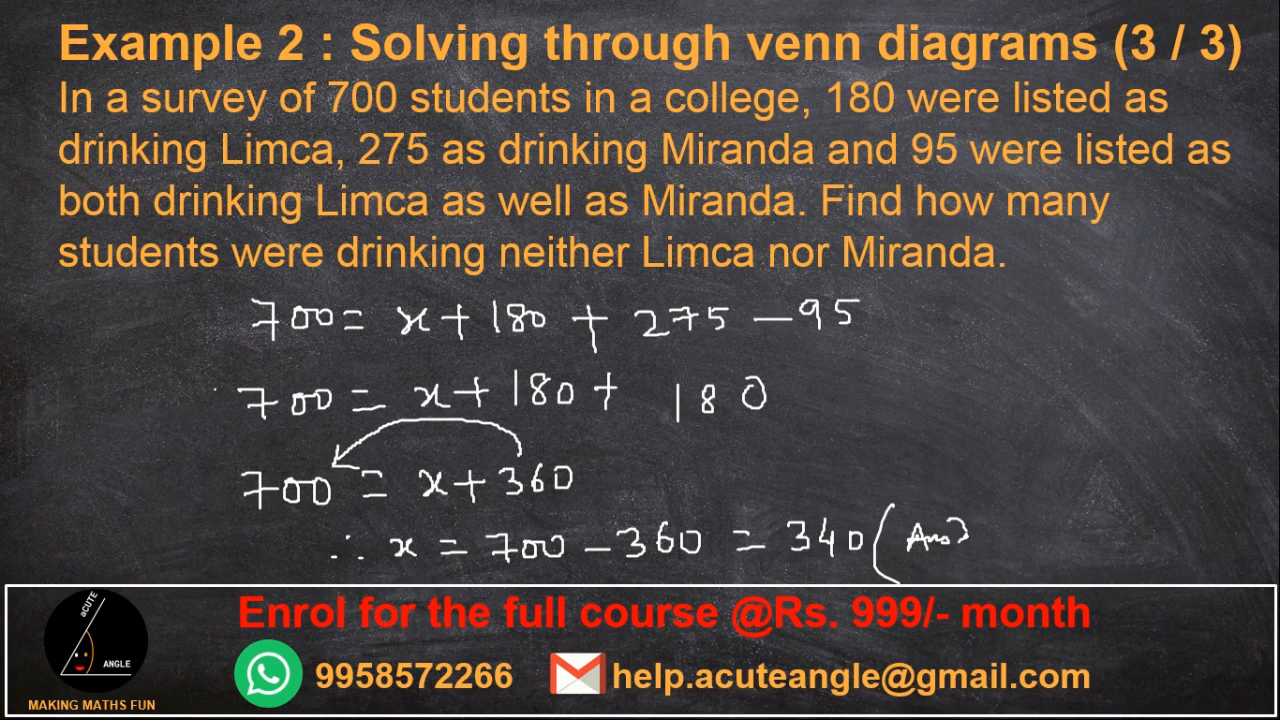 Example 2 : Solving through venn diagrams (3 / 3)
In a survey of 700 students in a college, 180 were listed as
drinking Limca, 275 as drinking Miranda and 95 were listed as
both drinking Limca as well as Miranda. Find how many
students were drinking neither Limca nor Miranda.
700 = x + 180 + 275 - 95
700 = x + 180 + 180
700 = x + 360
∴ x = 700 - 360 = 340 (Ans)
Enrol for the full course @Rs. 999/- month
ACUTE
ANGLE
9958572266 help.acuteangle@gmail.com
MAKING MATHS FUN